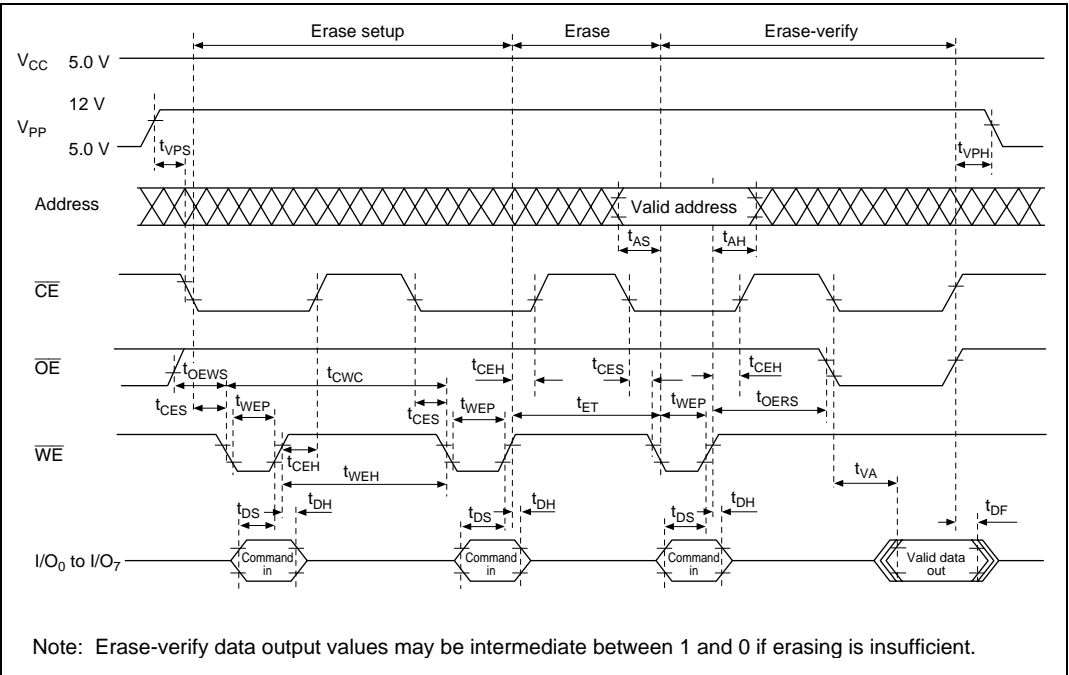 Erase setup Erase Erase-verify
VCC 5.0 V
12 V
VPP
5.0 V
tVPS tVPH
Address Valid address
tAS tAH
CE
OE
tOEWS tCWC tCEH tCES tCEH
tCES tWEP tCES tWEP tET tWEP tOERS
WE
tCEH tWEH tVA
tDS tDH tDS tDH tDS tDH tDF
I/O0 to I/O7 Command in Command in Command in Valid data out
Note: Erase-verify data output values may be intermediate between 1 and 0 if erasing is insufficient.